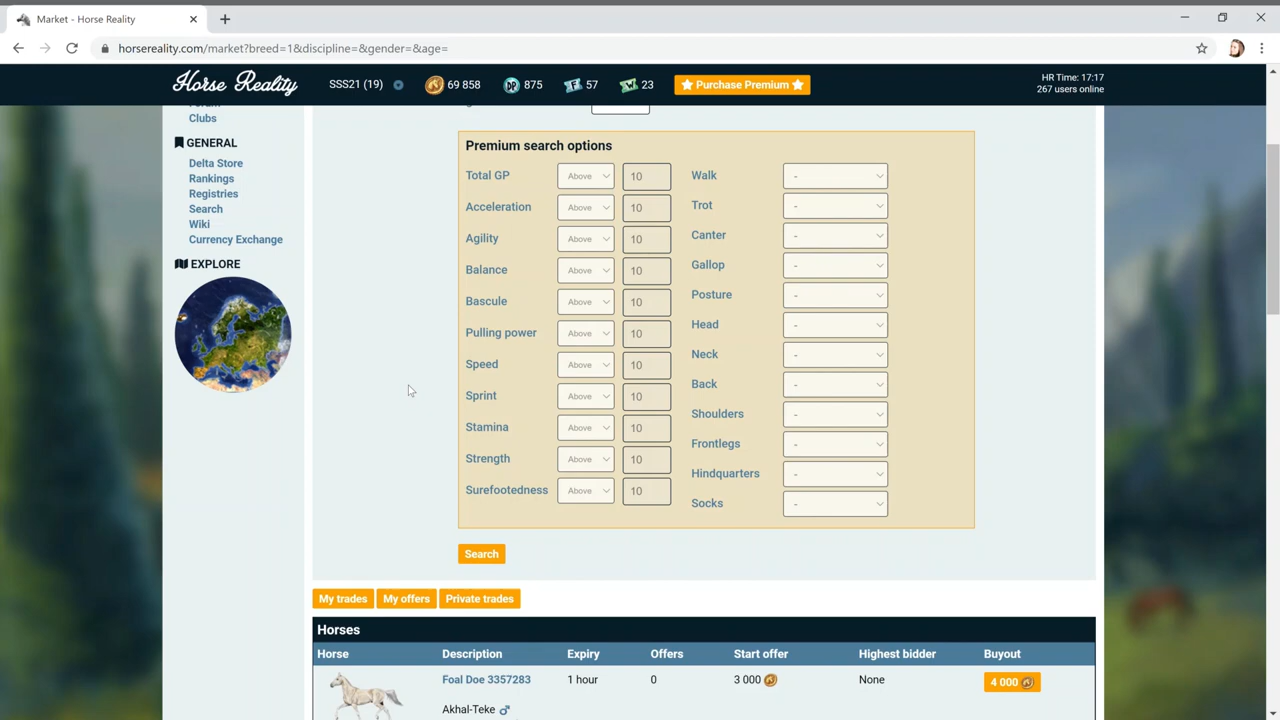 Market - Horse Reality
horsereality.com/market?breed=1&discipline=&gender=&age=
Horse Reality
SSS21 (19)
69 858
DP
875
F
57
W
23
Purchase Premium
HR Time: 17:17
267 users online
Clubs
GENERAL
Delta Store
Rankings
Registries
Search
Wiki
Currency Exchange
EXPLORE
Premium search options
Total GP Above 10 Walk -
Acceleration Above 10 Trot -
Agility Above 10 Canter -
Balance Above 10 Gallop -
Bascule Above 10 Posture -
Pulling power Above 10 Head -
Speed Above 10 Neck -
Sprint Above 10 Back -
Stamina Above 10 Shoulders -
Strength Above 10 Frontlegs -
Surefootedness Above 10 Hindquarters -
Socks -
Search
My trades My offers Private trades
Horses
Horse Description Expiry Offers Start offer Highest bidder Buyout
Foal Doe 3357283 1 hour 0 3 000 None 4 000
Akhal-Teke ♂